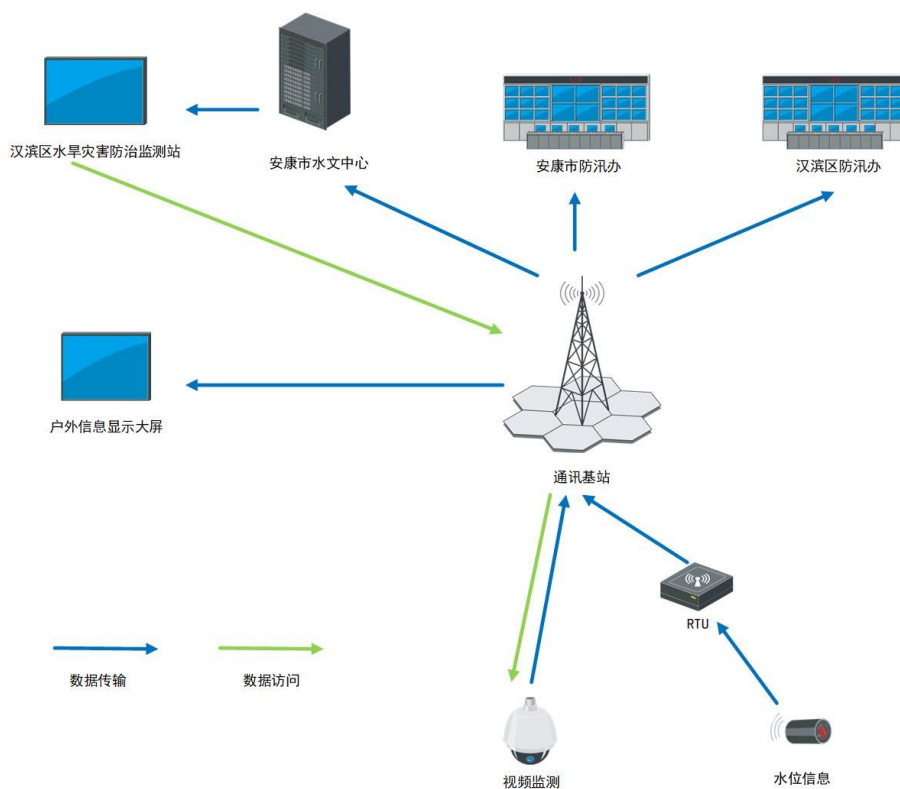 汉滨区水旱灾害防治监测站
安康市水文中心
安康市防汛办
汉滨区防汛办
户外信息显示大屏
通讯基站
RTU
数据传输
数据访问
视频监测
水位信息